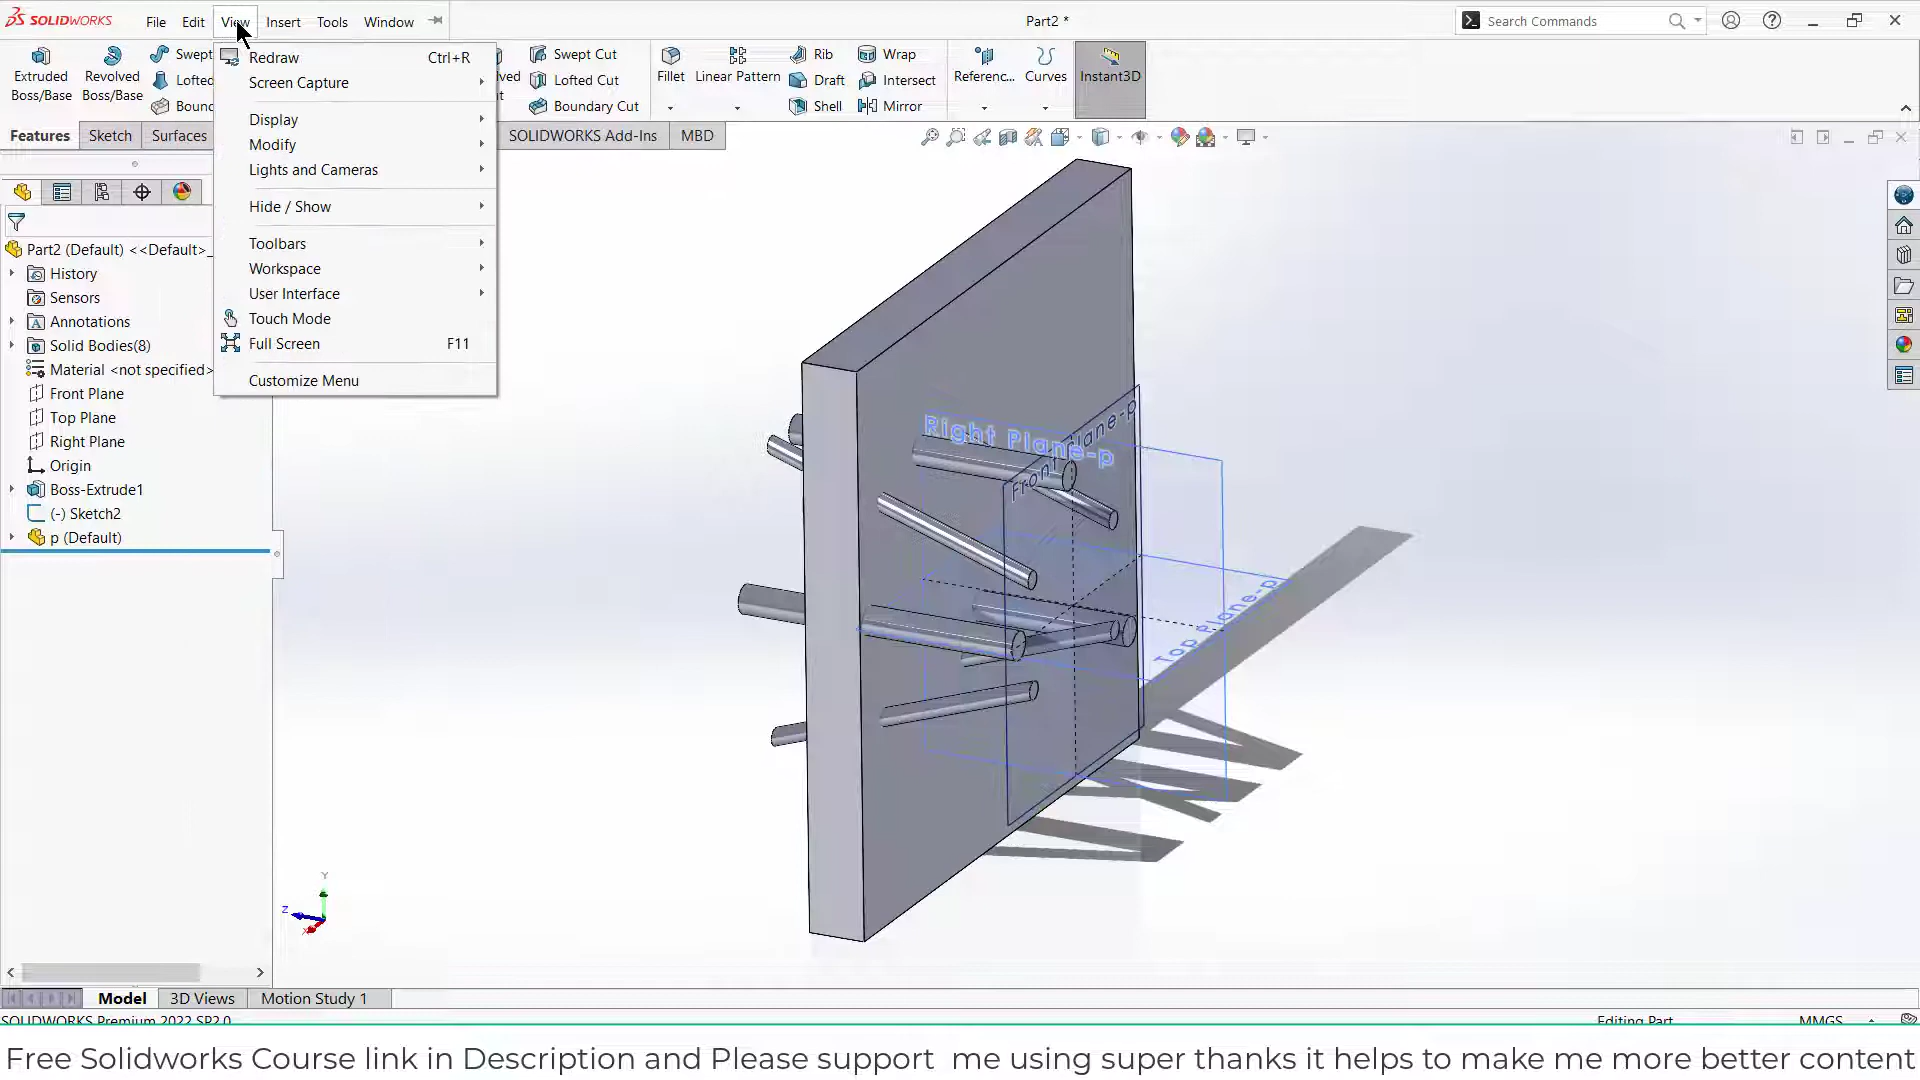 SOLIDWORKS
File Edit View Insert Tools Window
Part2 *
Search Commands
Extruded
Boss/Base
Revolved
Boss/Base
Swept
Lofted
Swept Cut
Lofted Cut
Boundary Cut
Fillet
Linear Pattern
Rib
Draft
Shell
Wrap
Intersect
Mirror
Referenc...
Curves
Instant3D
Features Sketch Surfaces SOLIDWORKS Add-Ins MBD
Redraw Ctrl+R
Screen Capture
Display
Modify
Lights and Cameras
Hide / Show
Toolbars
Workspace
User Interface
Touch Mode
Full Screen F11
Customize Menu
Part2 (Default) <<Default>_
History
Sensors
Annotations
Solid Bodies(8)
Material <not specified>
Front Plane
Top Plane
Right Plane
Origin
Boss-Extrude1
(-) Sketch2
p (Default)
Right Plane-p
Top Plane-p
Y
Z
X
Model 3D Views Motion Study 1
SOLIDWORKS Premium 2022 SP2.0
Editing Part
MMGS
Free Solidworks Course link in Description and Please support me using super thanks it helps to make me more better content